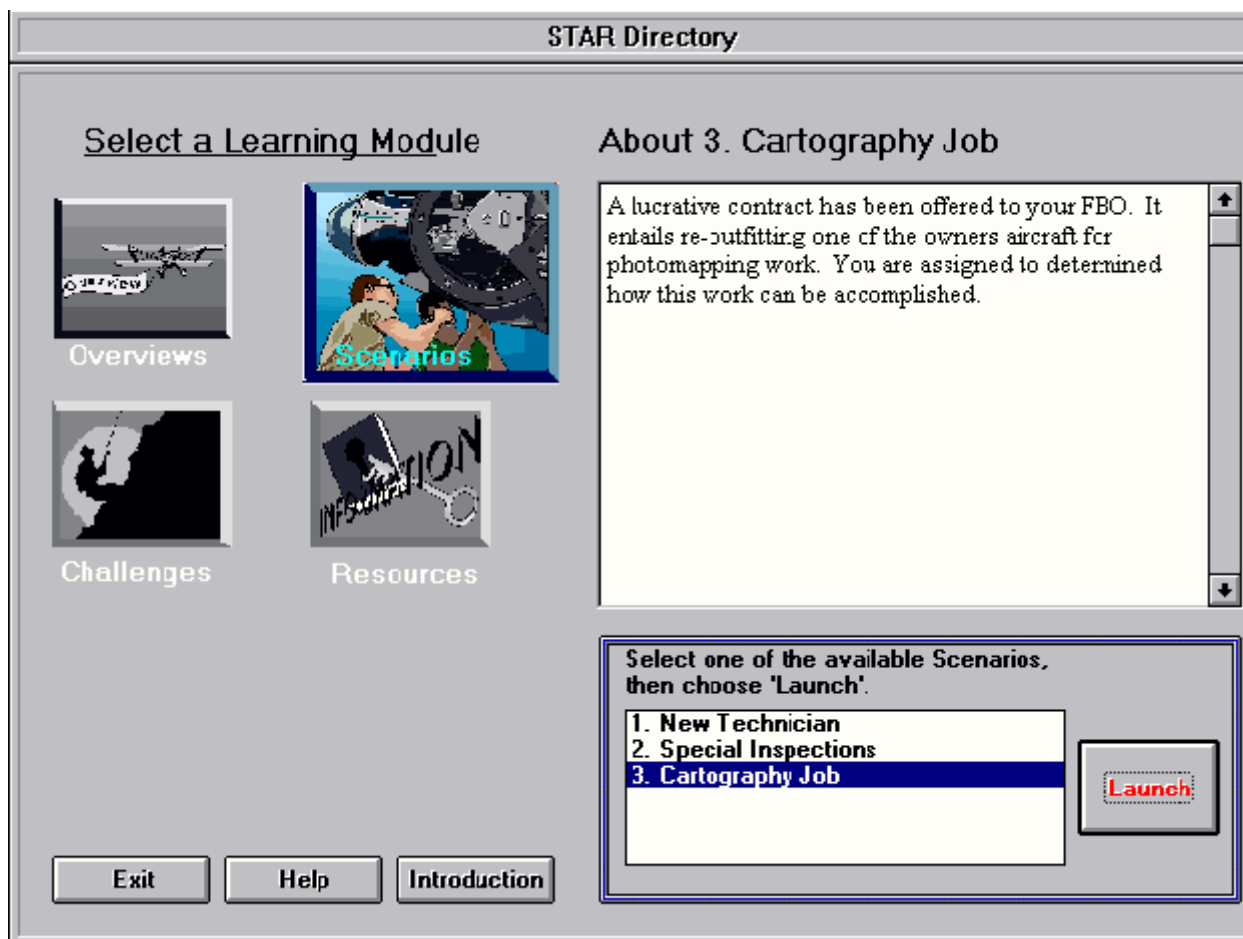 STAR Directory
Select a Learning Module
Overviews
Scenarios
Challenges
INFORMATION
Resources
Exit
Help
Introduction
About 3. Cartography Job
A lucrative contract has been offered to your FBO. It
entails re-outfitting one of the owners aircraft for
photomapping work. You are assigned to determined
how this work can be accomplished.
Select one of the available Scenarios,
then choose 'Launch'.
1. New Technician
2. Special Inspections
3. Cartography Job
Launch